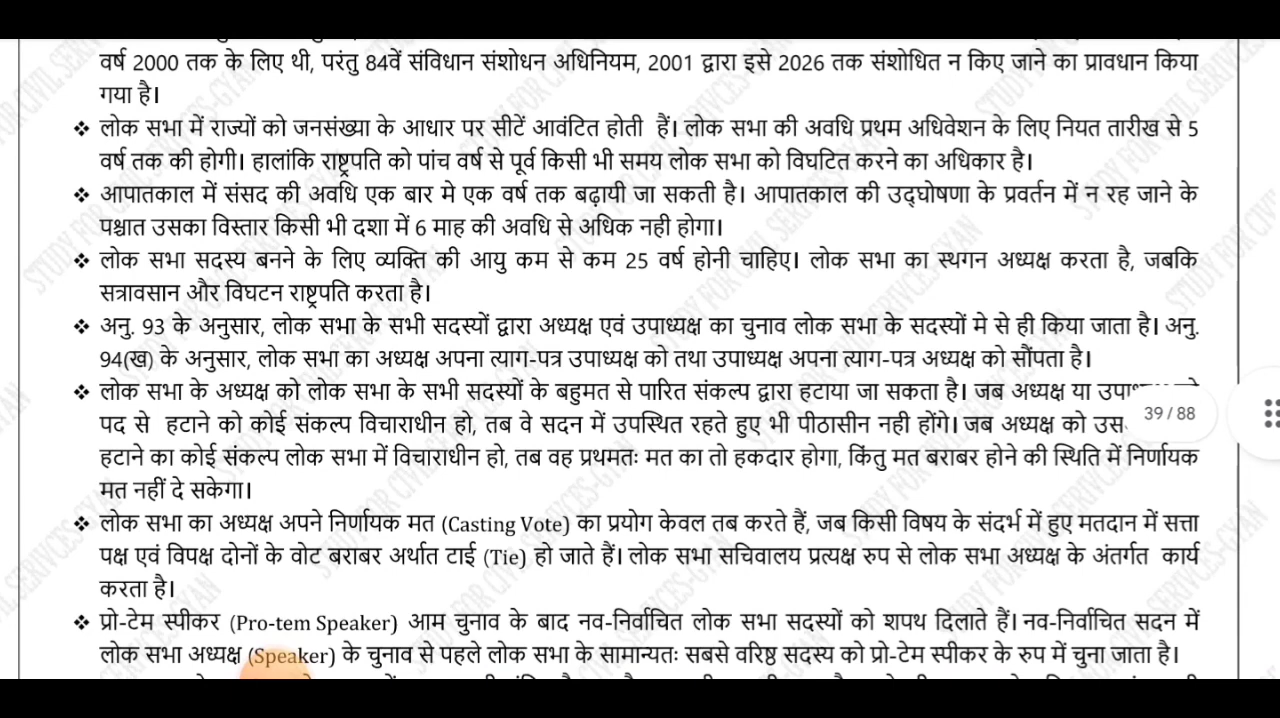 वर्ष 2000 तक के लिए थी, परंतु 84वें संविधान संशोधन अधिनियम, 2001 द्वारा इसे 2026 तक संशोधित न किए जाने का प्रावधान किया
गया है।
❖ लोक सभा में राज्यों को जनसंख्या के आधार पर सीटें आवंटित होती हैं। लोक सभा की अवधि प्रथम अधिवेशन के लिए नियत तारीख से 5
वर्ष तक की होगी। हालांकि राष्ट्रपति को पांच वर्ष से पूर्व किसी भी समय लोक सभा को विघटित करने का अधिकार है।
❖ आपातकाल में संसद की अवधि एक बार मे एक वर्ष तक बढ़ायी जा सकती है। आपातकाल की उद्घोषणा के प्रवर्तन में न रह जाने के
पश्चात उसका विस्तार किसी भी दशा में 6 माह की अवधि से अधिक नही होगा।
❖ लोक सभा सदस्य बनने के लिए व्यक्ति की आयु कम से कम 25 वर्ष होनी चाहिए। लोक सभा का स्थगन अध्यक्ष करता है, जबकि
सत्रावसान और विघटन राष्ट्रपति करता है।
❖ अनु. 93 के अनुसार, लोक सभा के सभी सदस्यों द्वारा अध्यक्ष एवं उपाध्यक्ष का चुनाव लोक सभा के सदस्यों मे से ही किया जाता है। अनु.
94(ख) के अनुसार, लोक सभा का अध्यक्ष अपना त्याग-पत्र उपाध्यक्ष को तथा उपाध्यक्ष अपना त्याग-पत्र अध्यक्ष को सौंपता है।
❖ लोक सभा के अध्यक्ष को लोक सभा के सभी सदस्यों के बहुमत से पारित संकल्प द्वारा हटाया जा सकता है। जब अध्यक्ष या
पद से हटाने को कोई संकल्प विचाराधीन हो, तब वे सदन में उपस्थित रहते हुए भी पीठासीन नही होंगे। जब अध्यक्ष को
39 / 88
हटाने का कोई संकल्प लोक सभा में विचाराधीन हो, तब वह प्रथमतः मत का तो हकदार होगा, किंतु मत बराबर होने की स्थिति में निर्णायक
मत नहीं दे सकेगा।
❖ लोक सभा का अध्यक्ष अपने निर्णायक मत (Casting Vote) का प्रयोग केवल तब करते हैं, जब किसी विषय के संदर्भ में हुए मतदान में सत्ता
पक्ष एवं विपक्ष दोनों के वोट बराबर अर्थात टाई (Tie) हो जाते हैं। लोक सभा सचिवालय प्रत्यक्ष रुप से लोक सभा अध्यक्ष के अंतर्गत कार्य
करता है।
❖ प्रो-टेम स्पीकर (Pro-tem Speaker) आम चुनाव के बाद नव-निर्वाचित लोक सभा सदस्यों को शपथ दिलाते हैं। नव-निर्वाचित सदन में
लोक सभा अध्यक्ष (Speaker) के चुनाव से पहले लोक सभा के सामान्यतः सबसे वरिष्ठ सदस्य को प्रो-टेम स्पीकर के रुप में चुना जाता है।